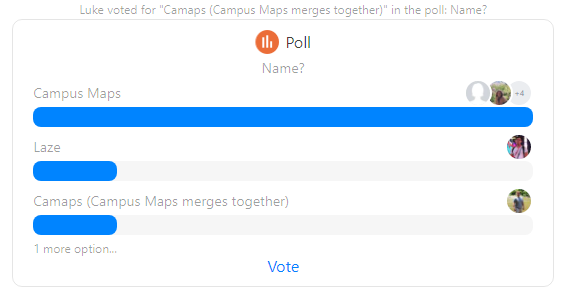 Luke voted for "Camaps (Campus Maps merges together)" in the poll: Name?
Poll
Name?
Campus Maps
+4
Laze
Camaps (Campus Maps merges together)
1 more option...
Vote